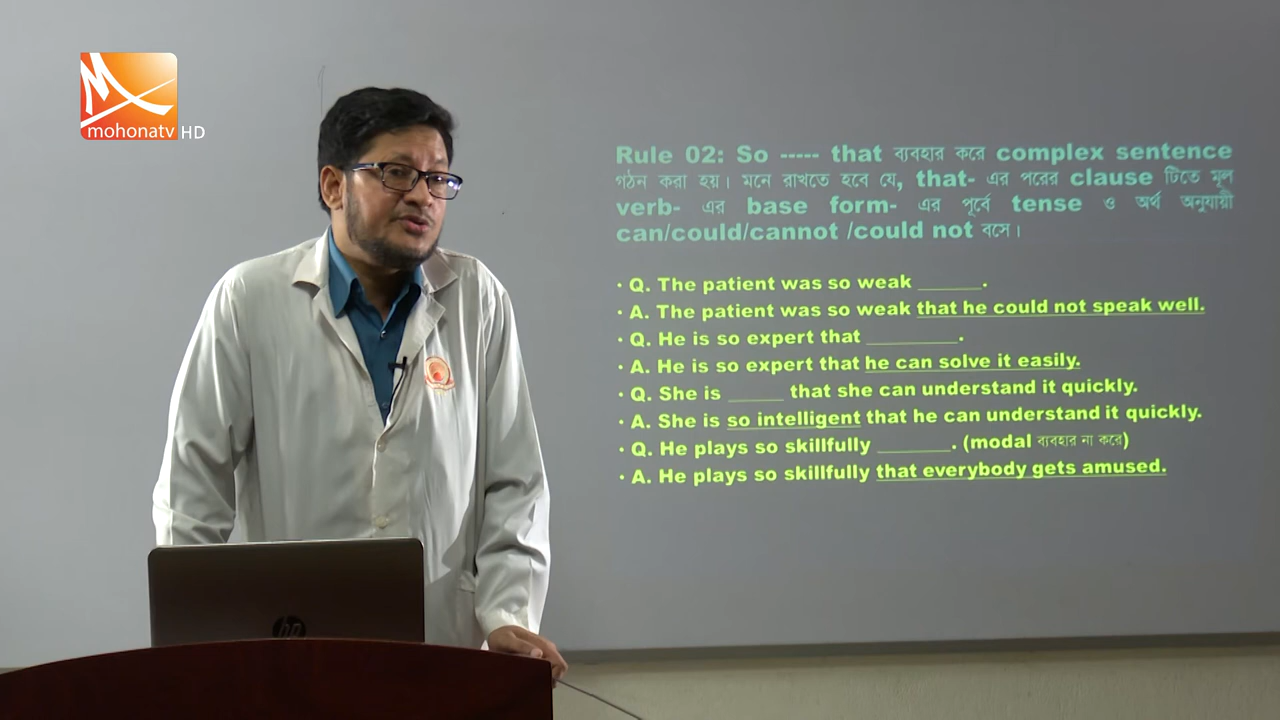 mohonatv HD
Rule 02: So ----- that ব্যবহার করে complex sentence
গঠন করা হয়। মনে রাখতে হবে যে, that- এর পরের clause টিতে মূল
verb- এর base form- এর পূর্বে tense ও অর্থ অনুযায়ী
can/could/cannot /could not বসে।
• Q. The patient was so weak ______.
• A. The patient was so weak that he could not speak well.
• Q. He is so expert that _________.
• A. He is so expert that he can solve it easily.
• Q. She is _____ that she can understand it quickly.
• A. She is so intelligent that he can understand it quickly.
• Q. He plays so skillfully _______. (modal ব্যবহার না করে)
• A. He plays so skillfully that everybody gets amused.
hp